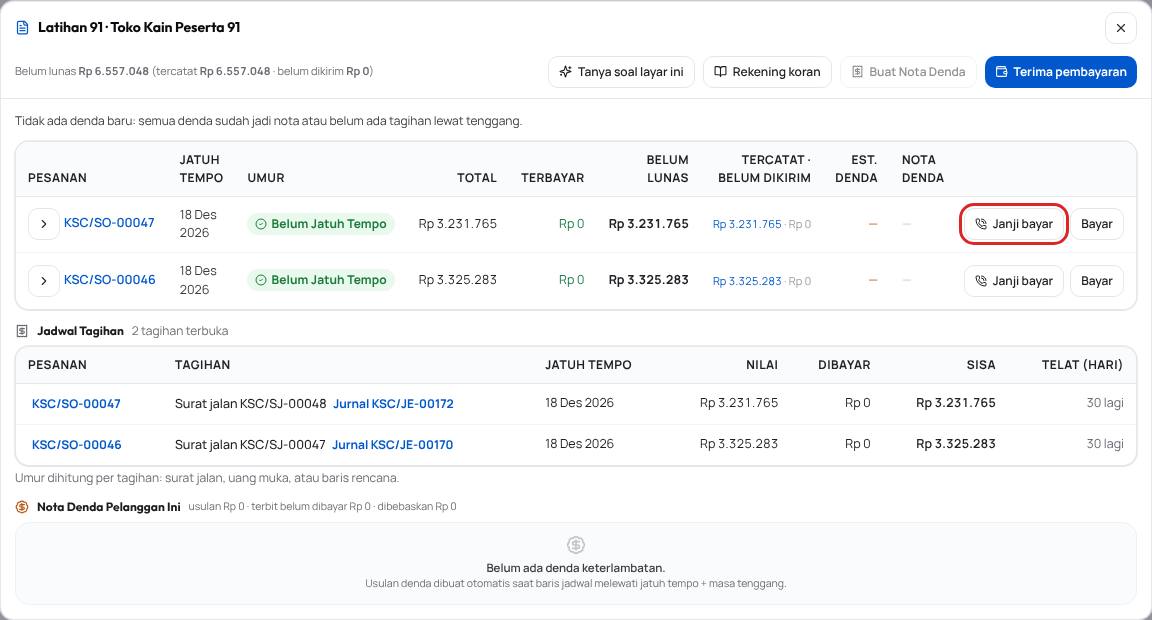 Latihan 91 · Toko Kain Peserta 91
Belum lunas Rp 6.557.048 (tercatat Rp 6.557.048 · belum dikirim Rp 0)
Tanya soal layar ini
Rekening koran
Buat Nota Denda
Terima pembayaran
Tidak ada denda baru: semua denda sudah jadi nota atau belum ada tagihan lewat tenggang.
PESANAN JATUH TEMPO UMUR TOTAL TERBAYAR BELUM LUNAS TERCATAT · BELUM DIKIRIM EST. DENDA NOTA DENDA
KSC/SO-00047 18 Des 2026 Belum Jatuh Tempo Rp 3.231.765 Rp 0 Rp 3.231.765 Rp 3.231.765 · Rp 0 — — Janji bayar Bayar
KSC/SO-00046 18 Des 2026 Belum Jatuh Tempo Rp 3.325.283 Rp 0 Rp 3.325.283 Rp 3.325.283 · Rp 0 — — Janji bayar Bayar
Jadwal Tagihan 2 tagihan terbuka
PESANAN TAGIHAN JATUH TEMPO NILAI DIBAYAR SISA TELAT (HARI)
KSC/SO-00047 Surat jalan KSC/SJ-00048 Jurnal KSC/JE-00172 18 Des 2026 Rp 3.231.765 Rp 0 Rp 3.231.765 30 lagi
KSC/SO-00046 Surat jalan KSC/SJ-00047 Jurnal KSC/JE-00170 18 Des 2026 Rp 3.325.283 Rp 0 Rp 3.325.283 30 lagi
Umur dihitung per tagihan: surat jalan, uang muka, atau baris rencana.
Nota Denda Pelanggan Ini usulan Rp 0 · terbit belum dibayar Rp 0 · dibebaskan Rp 0
Belum ada denda keterlambatan.
Usulan denda dibuat otomatis saat baris jadwal melewati jatuh tempo + masa tenggang.